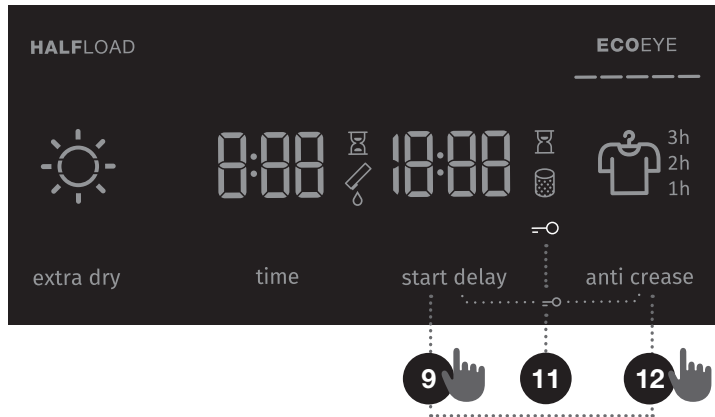 HALFLOAD
ECOEYE
8:88
18:88
3h
2h
1h
extra dry
time
start delay
anti crease
9
11
12